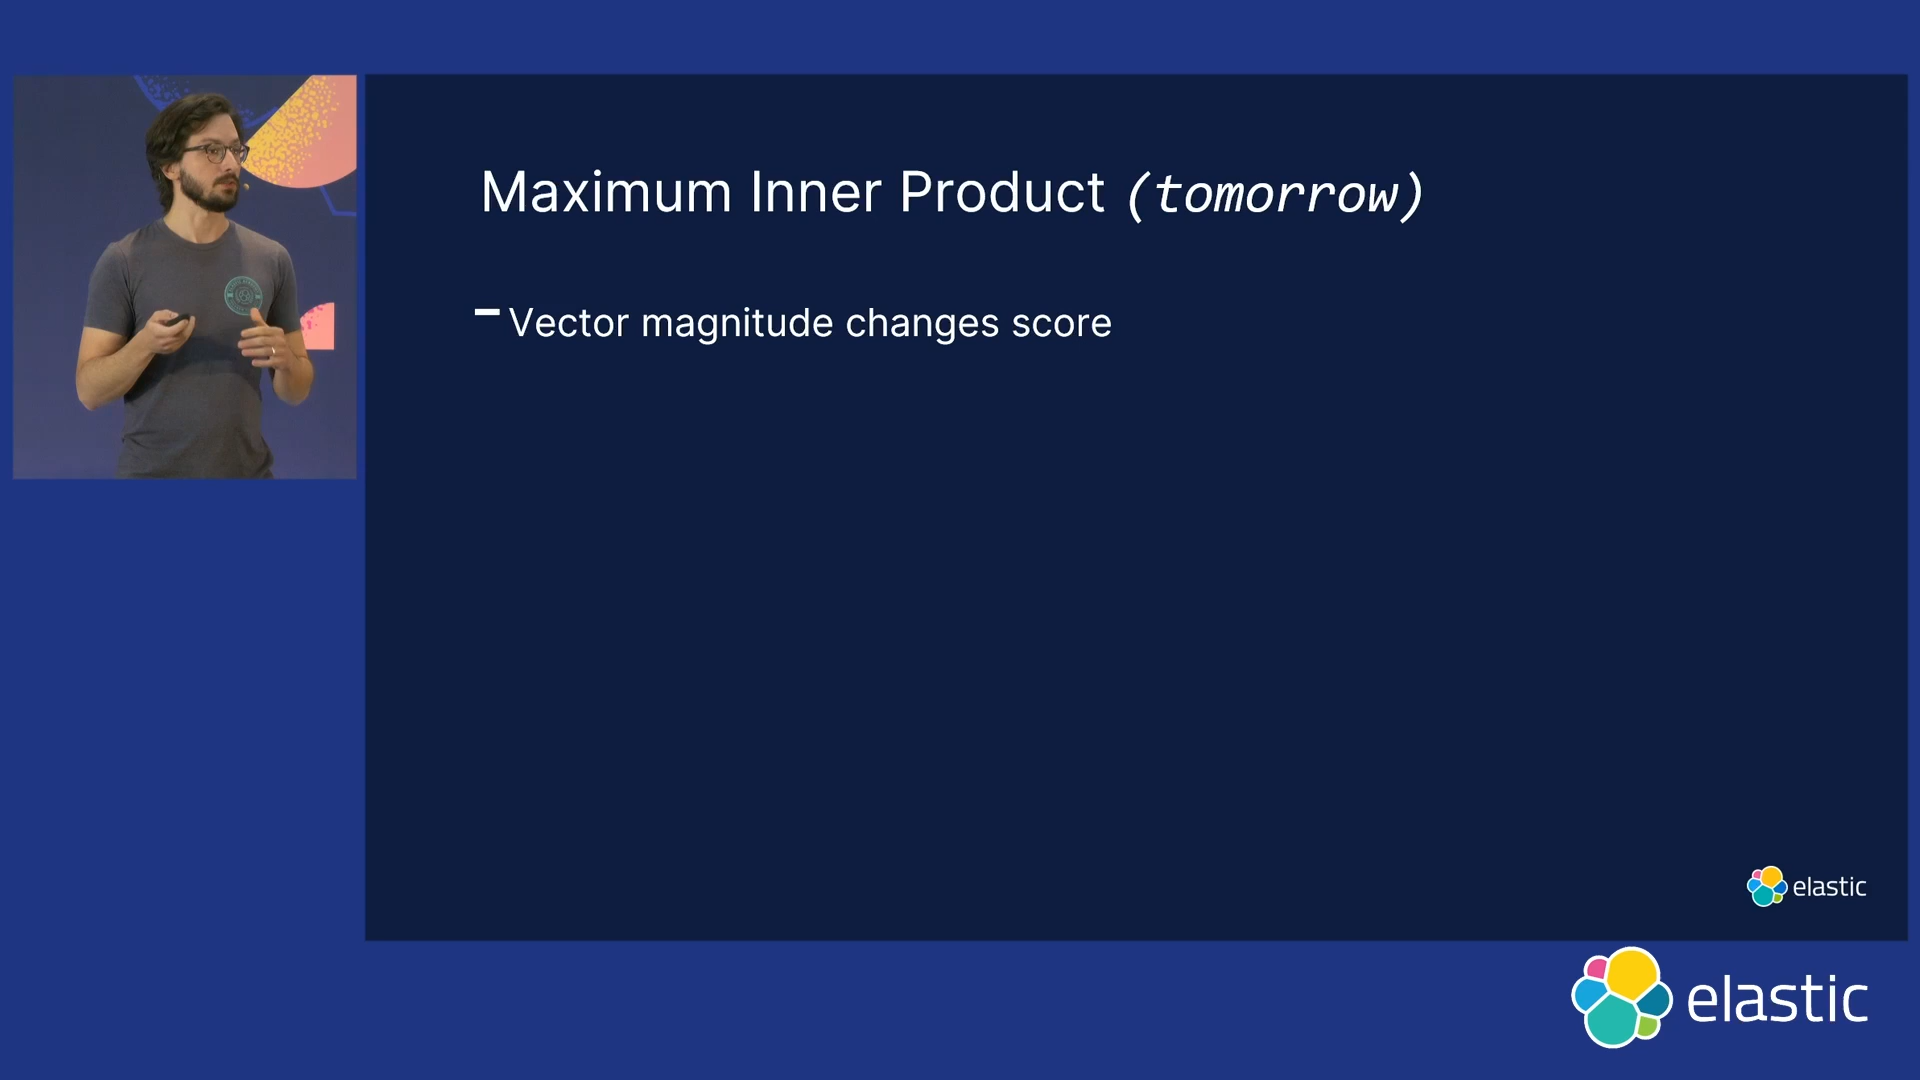 Maximum Inner Product (tomorrow)
Vector magnitude changes score
elastic
elastic